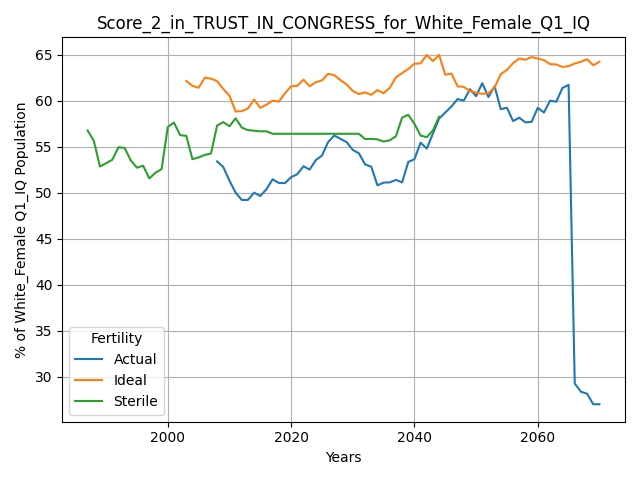 Score_2_in_TRUST_IN_CONGRESS_for_White_Female_Q1_IQ
% of White_Female Q1_IQ Population
65
60
55
50
45
40
35
30
Fertility
Actual
Ideal
Sterile
2000
2020
2040
2060
Years